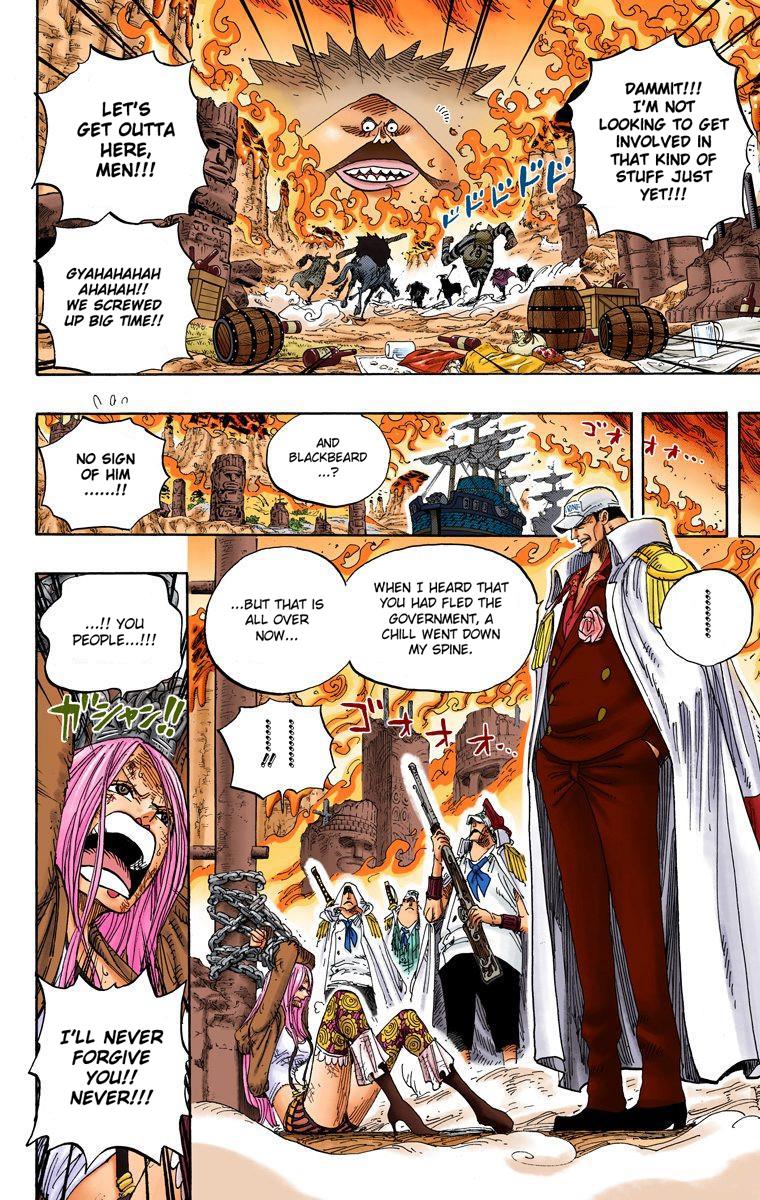 DAMMIT!!!
I'M NOT
LOOKING TO GET
INVOLVED IN
THAT KIND OF
STUFF JUST
YET!!!
LET'S
GET OUTTA
HERE,
MEN!!!
ドドドドドド
GYAHAHAHAH
AHAHAH!!
WE SCREWED
UP BIG TIME!!
ゴォォォ...
AND
BLACKBEARD
...?
NO SIGN
OF HIM
......!!
WHEN I HEARD
THAT YOU HAD
FLED THE
GOVERNMENT, A
CHILL WENT DOWN
MY SPINE.
...BUT THAT IS
ALL OVER
NOW...
ゴォォォ...
...!! YOU
PEOPLE...!!!
ガシャン!!
I'LL NEVER
FORGIVE
YOU!!
NEVER!!!